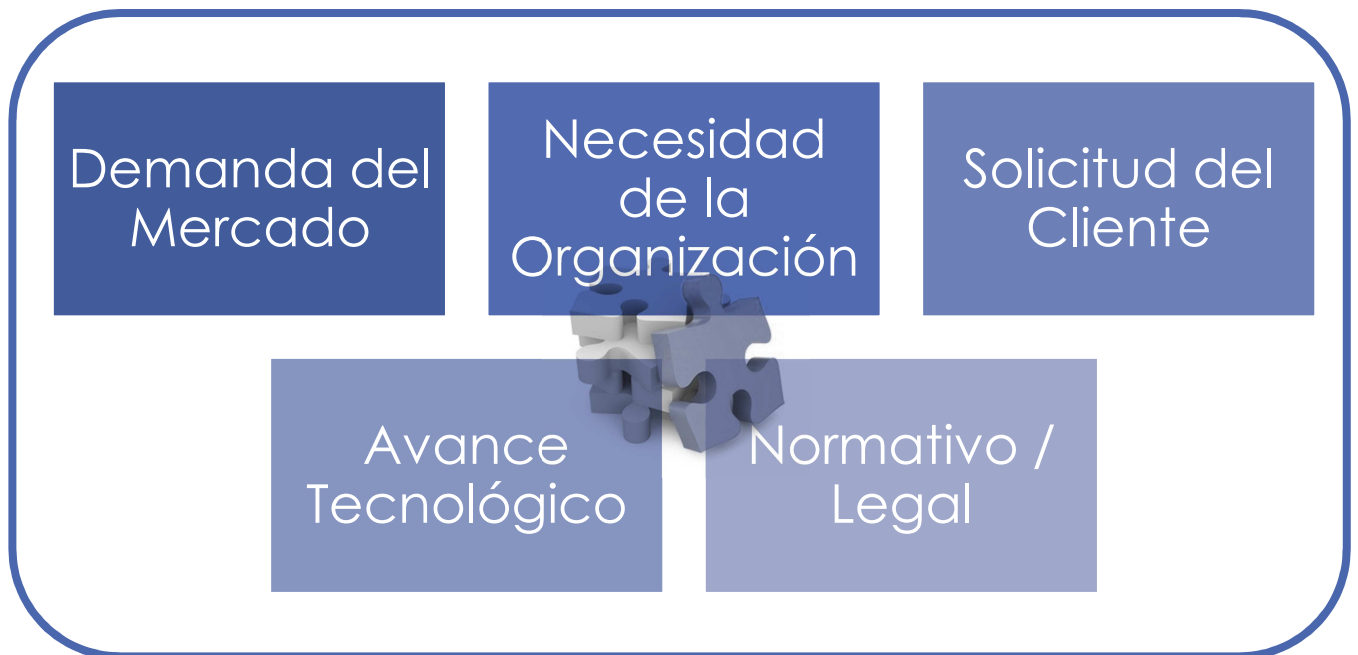 Demanda del
Mercado
Necesidad
de la
Organización
Solicitud del
Cliente
Avance
Tecnológico
Normativo /
Legal